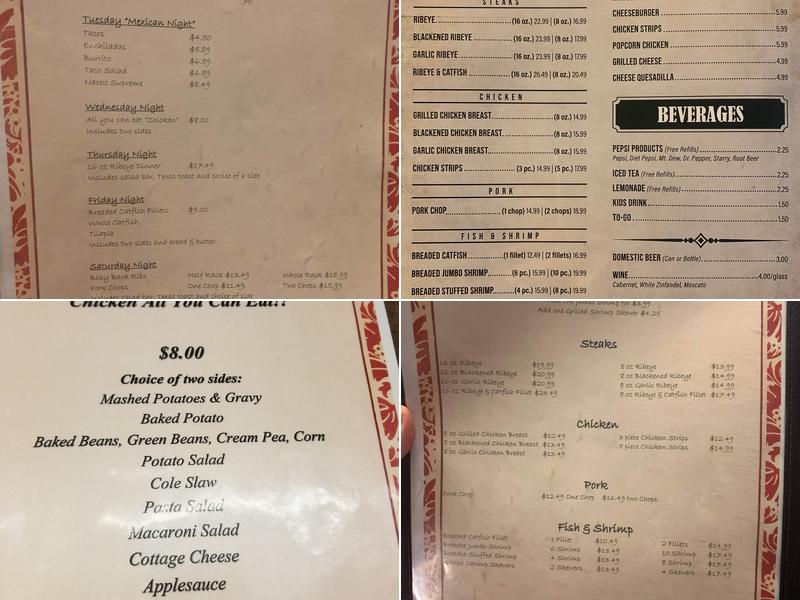 Tuesday "Mexican Night"
Tacos $4.50
Enchiladas $5.89
Burrito $6.89
Taco Salad $6.89
Nacho Supreme $8.49
Wednesday Night
All you can eat "Chicken" $8.00
Includes two sides
Thursday Night
16 oz Ribeye Dinner $17.49
Includes salad bar, Texas toast and choice of a side
Friday Night
Breaded Catfish Fillets $9.00
Whole Catfish
Tilapia
Includes two sides and bread & butter
Saturday Night
Baby Back Ribs Half Rack $13.49 Whole Rack $18.99
Pork Chops One Chop $11.49 Two Chops $15.99
Includes salad bar, Texas toast and choice of side
STEAKS
RIBEYE (16 oz.) 22.99 | (8 oz.) 16.99
BLACKENED RIBEYE (16 oz.) 23.99 | (8 oz.) 17.99
GARLIC RIBEYE (16 oz.) 23.99 | (8 oz.) 17.99
RIBEYE & CATFISH (16 oz.) 26.49 | (8 oz.) 20.49
CHICKEN
GRILLED CHICKEN BREAST (8 oz.) 14.99
BLACKENED CHICKEN BREAST (8 oz.) 15.99
GARLIC CHICKEN BREAST (8 oz.) 15.99
CHICKEN STRIPS (3 pc.) 14.99 | (5 pc.) 17.99
PORK
PORK CHOP (1 chop) 14.99 | (2 chops) 18.99
FISH & SHRIMP
BREADED CATFISH (1 fillet) 12.49 | (2 fillets) 16.99
BREADED JUMBO SHRIMP (6 pc.) 15.99 | (10 pc.) 19.99
BREADED STUFFED SHRIMP (4 pc.) 15.99 | (8 pc.) 19.99
CHEESEBURGER 5.99
CHICKEN STRIPS 5.99
POPCORN CHICKEN 5.99
GRILLED CHEESE 4.99
CHEESE QUESADILLA 4.99
BEVERAGES
PEPSI PRODUCTS (Free Refills) 2.25
Pepsi, Diet Pepsi, Mt. Dew, Dr. Pepper, Starry, Root Beer
ICED TEA (Free Refills) 2.25
LEMONADE (Free Refills) 2.25
KIDS DRINK 1.50
TO-GO 1.50
DOMESTIC BEER (Can or Bottle) 3.00
WINE 4.00/glass
Cabernet, White Zinfandel, Moscato
Chicken All You Can Eat!!
$8.00
Choice of two sides:
Mashed Potatoes & Gravy
Baked Potato
Baked Beans, Green Beans, Cream Pea, Corn
Potato Salad
Cole Slaw
Pasta Salad
Macaroni Salad
Cottage Cheese
Applesauce
Add one jumbo shrimp for $3.99
Add one Grilled Shrimp Skewer $4.25
Steaks
16 oz Ribeye $19.99 8 oz Ribeye $13.99
16 oz Blackened Ribeye $20.99 8 oz Blackened Ribeye $14.99
16 oz Garlic Ribeye $20.99 8 oz Garlic Ribeye $14.99
16 oz Ribeye & Catfish Fillet $23.49 8 oz Ribeye & Catfish Fillet $17.49
Chicken
8 oz Grilled Chicken Breast $12.49 3 piece Chicken Strips $12.49
8 oz Blackened Chicken Breast $13.49 5 piece Chicken Strips $14.99
8 oz Garlic Chicken Breast $13.49
Pork
Pork Chop $12.49 One Chop $16.49 two Chops
Fish & Shrimp
Breaded Catfish Fillet 1 Fillet $10.49 2 Fillets $14.99
Breaded Jumbo Shrimp 6 Shrimp $13.49 10 Shrimp $17.49
Breaded Stuffed Shrimp 4 Shrimp $13.49 8 Shrimp $17.49
Grilled Shrimp Skewers 2 Skewers $13.49 4 Skewers $17.49